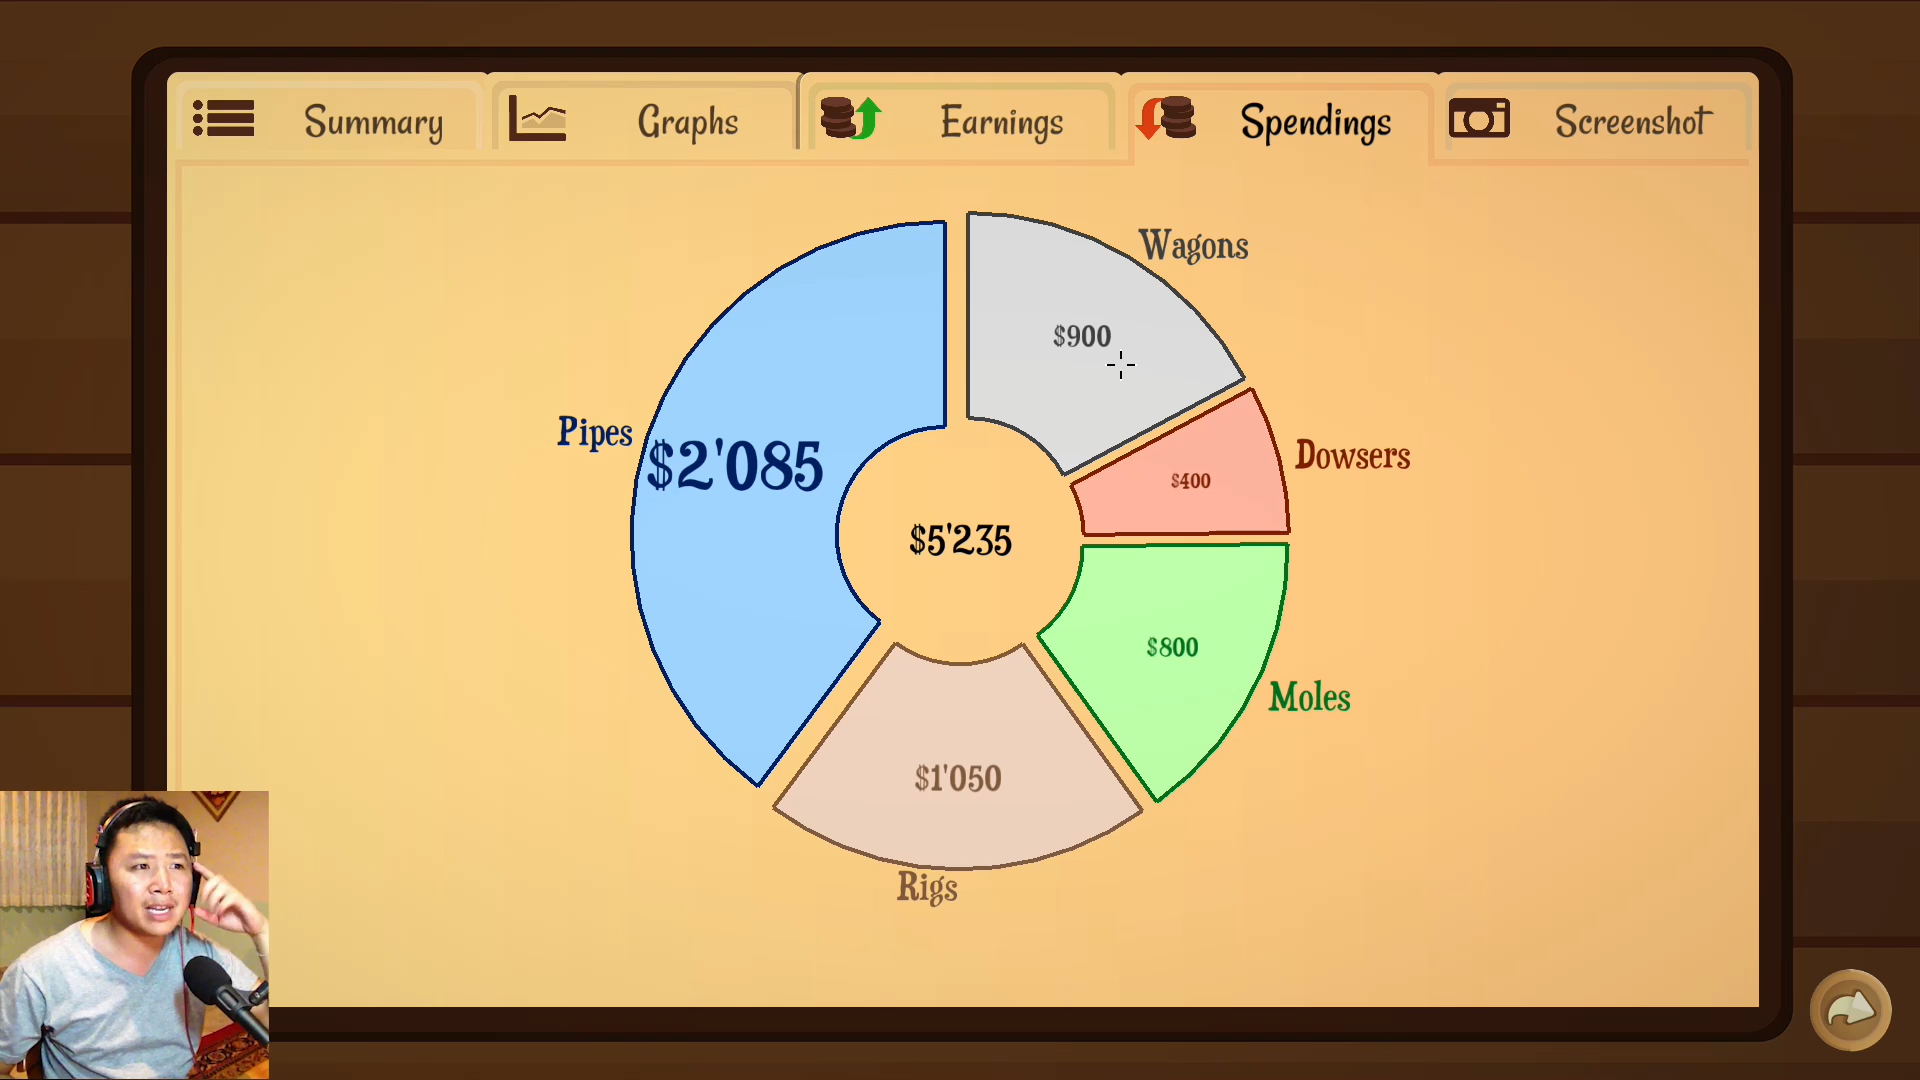 Summary
Graphs
Earnings
Spendings
Screenshot
Wagons
$900
Pipes
$2'085
Dowsers
$400
$5'235
$800
Moles
$1'050
Rigs